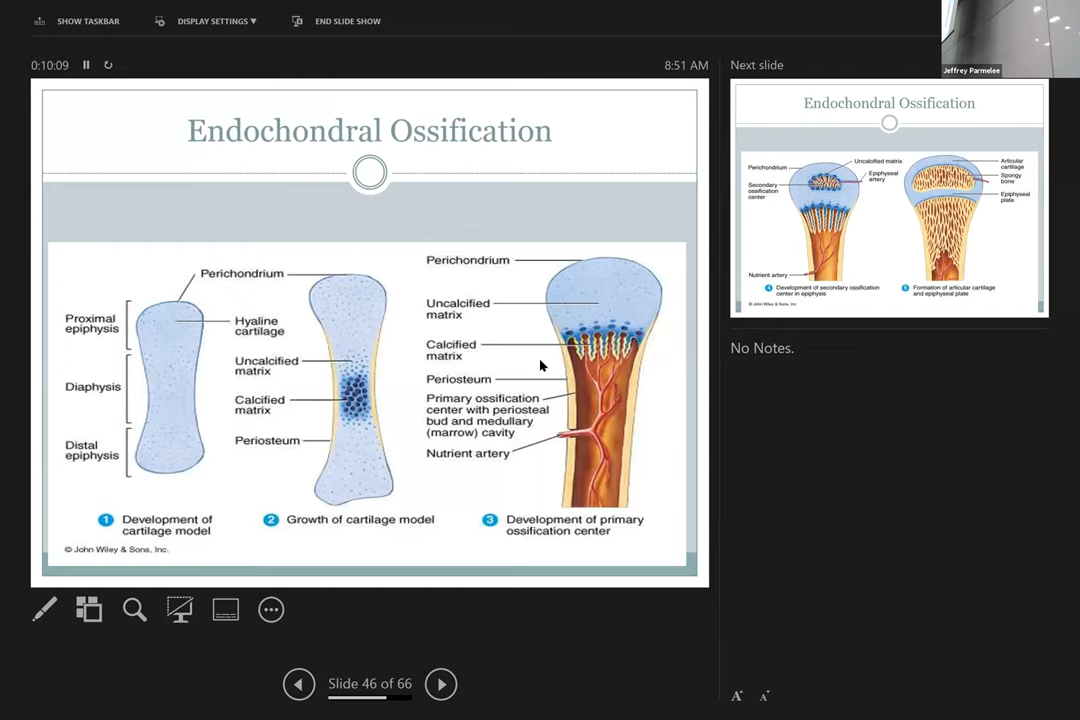 SHOW TASKBAR
DISPLAY SETTINGS ▼
END SLIDE SHOW
0:10:09
8:51 AM
Next slide
Jeffrey Parmelee
Endochondral Ossification
Perichondrium
Proximal
epiphysis
Diaphysis
Distal
epiphysis
Hyaline
cartilage
Uncalcified
matrix
Calcified
matrix
Periosteum
Perichondrium
Uncalcified
matrix
Calcified
matrix
Periosteum
Primary ossification
center with periosteal
bud and medullary
(marrow) cavity
Nutrient artery
1 Development of
cartilage model
2 Growth of cartilage model
3 Development of primary
ossification center
© John Wiley & Sons, Inc.
Endochondral Ossification
Perichondrium
Secondary
ossification
center
Uncalcified matrix
Epiphyseal
artery
Nutrient artery
Articular
cartilage
Spongy
bone
Epiphyseal
plate
4 Development of secondary ossification
center in epiphysis
5 Formation of articular cartilage
and epiphyseal plate
© John Wiley & Sons, Inc.
No Notes.
Slide 46 of 66
A A